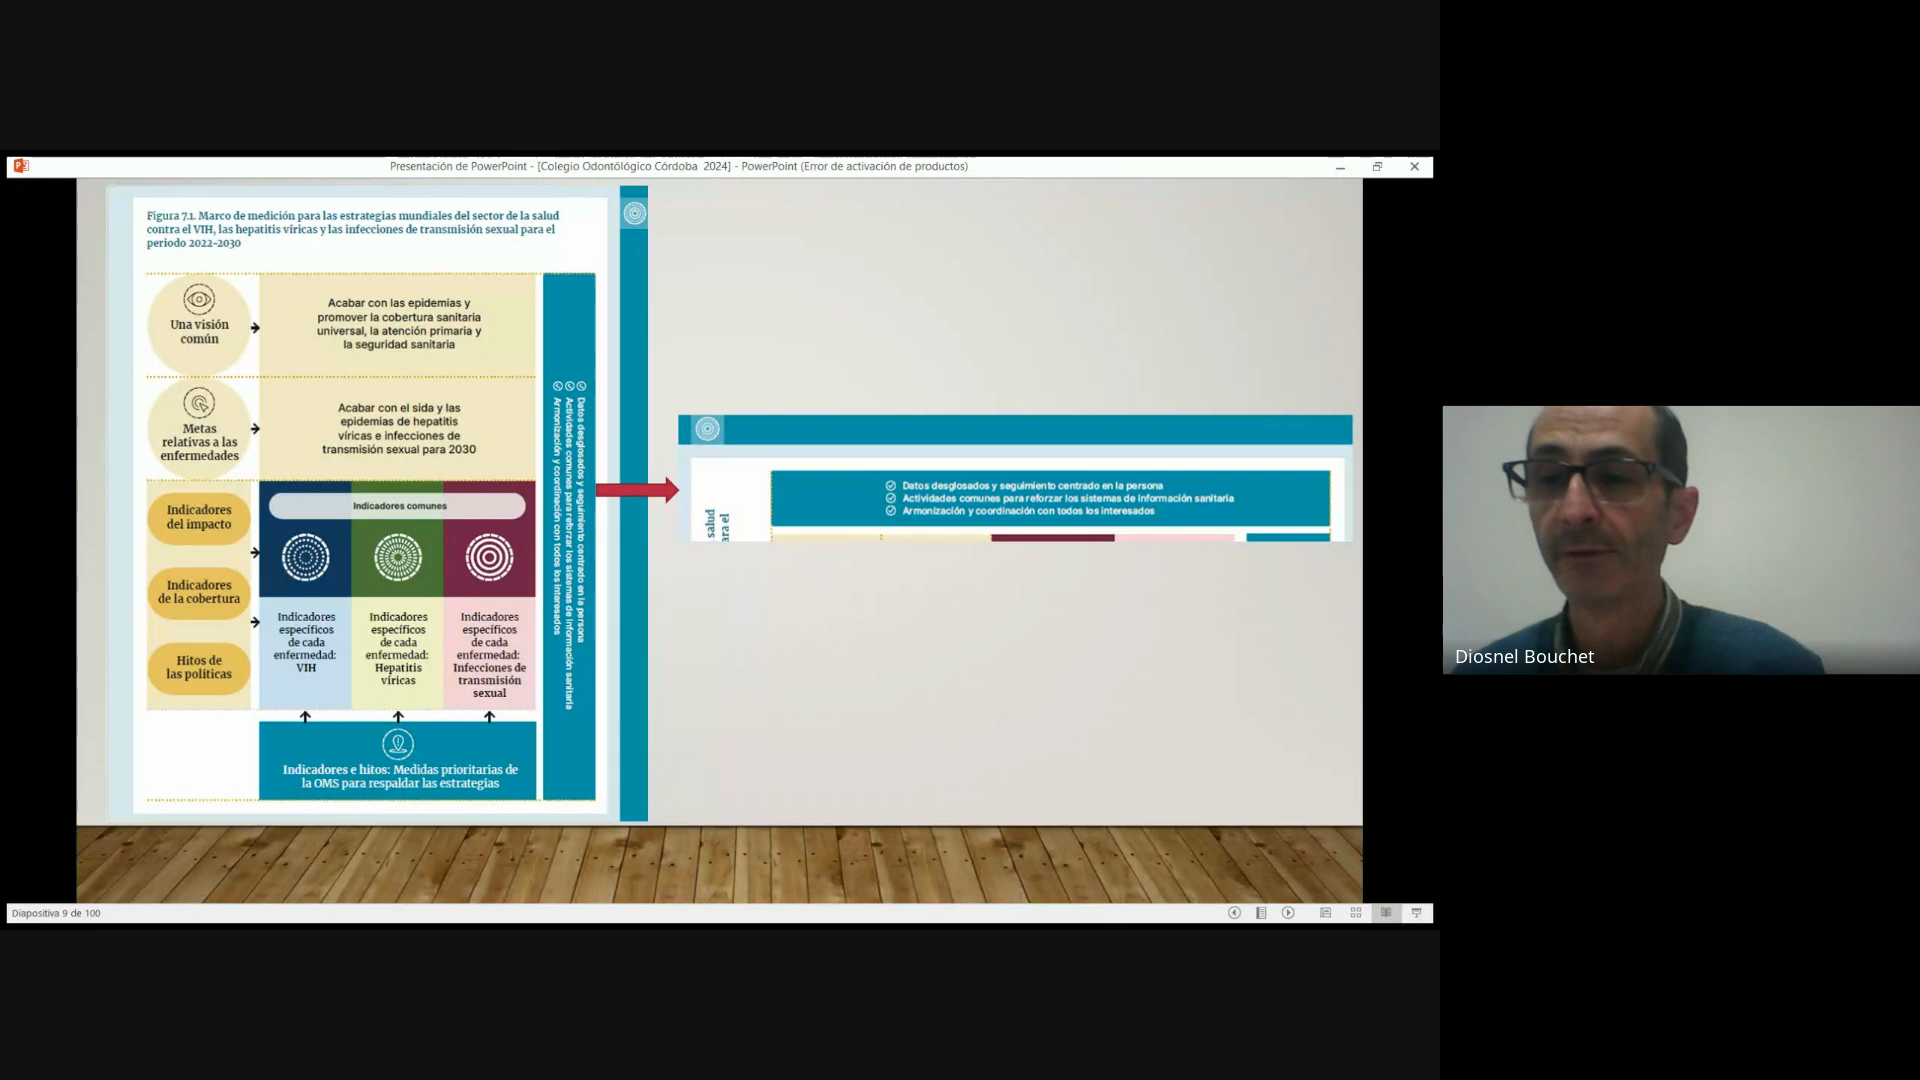 Presentación de PowerPoint - [Colegio Odontólógico Córdoba  2024] - PowerPoint (Error de activación de productos)
Figura 7.1. Marco de medición para las estrategias mundiales del sector de la salud
contra el VIH, las hepatitis víricas y las infecciones de transmisión sexual para el
periodo 2022-2030
Una visión
común
Acabar con las epidemias y
promover la cobertura sanitaria
universal, la atención primaria y
la seguridad sanitaria
Metas
relativas a las
enfermedades
Acabar con el sida y las
epidemias de hepatitis
víricas e infecciones de
transmisión sexual para 2030
Indicadores
del impacto
Indicadores
de la cobertura
Hitos de
las políticas
Indicadores comunes
Indicadores
específicos
de cada
enfermedad:
VIH
Indicadores
específicos
de cada
enfermedad:
Hepatitis
víricas
Indicadores
específicos
de cada
enfermedad:
Infecciones de
transmisión
sexual
Indicadores e hitos: Medidas prioritarias de
la OMS para respaldar las estrategias
Datos desglosados y seguimiento centrado en la persona
Actividades comunes para reforzar los sistemas de información sanitaria
Armonización y coordinación con todos los interesados
Datos desglosados y seguimiento centrado en la persona
Actividades comunes para reforzar los sistemas de información sanitaria
Armonización y coordinación con todos los interesados
salud
ara el
Diosnel Bouchet
Diapositiva 9 de 100